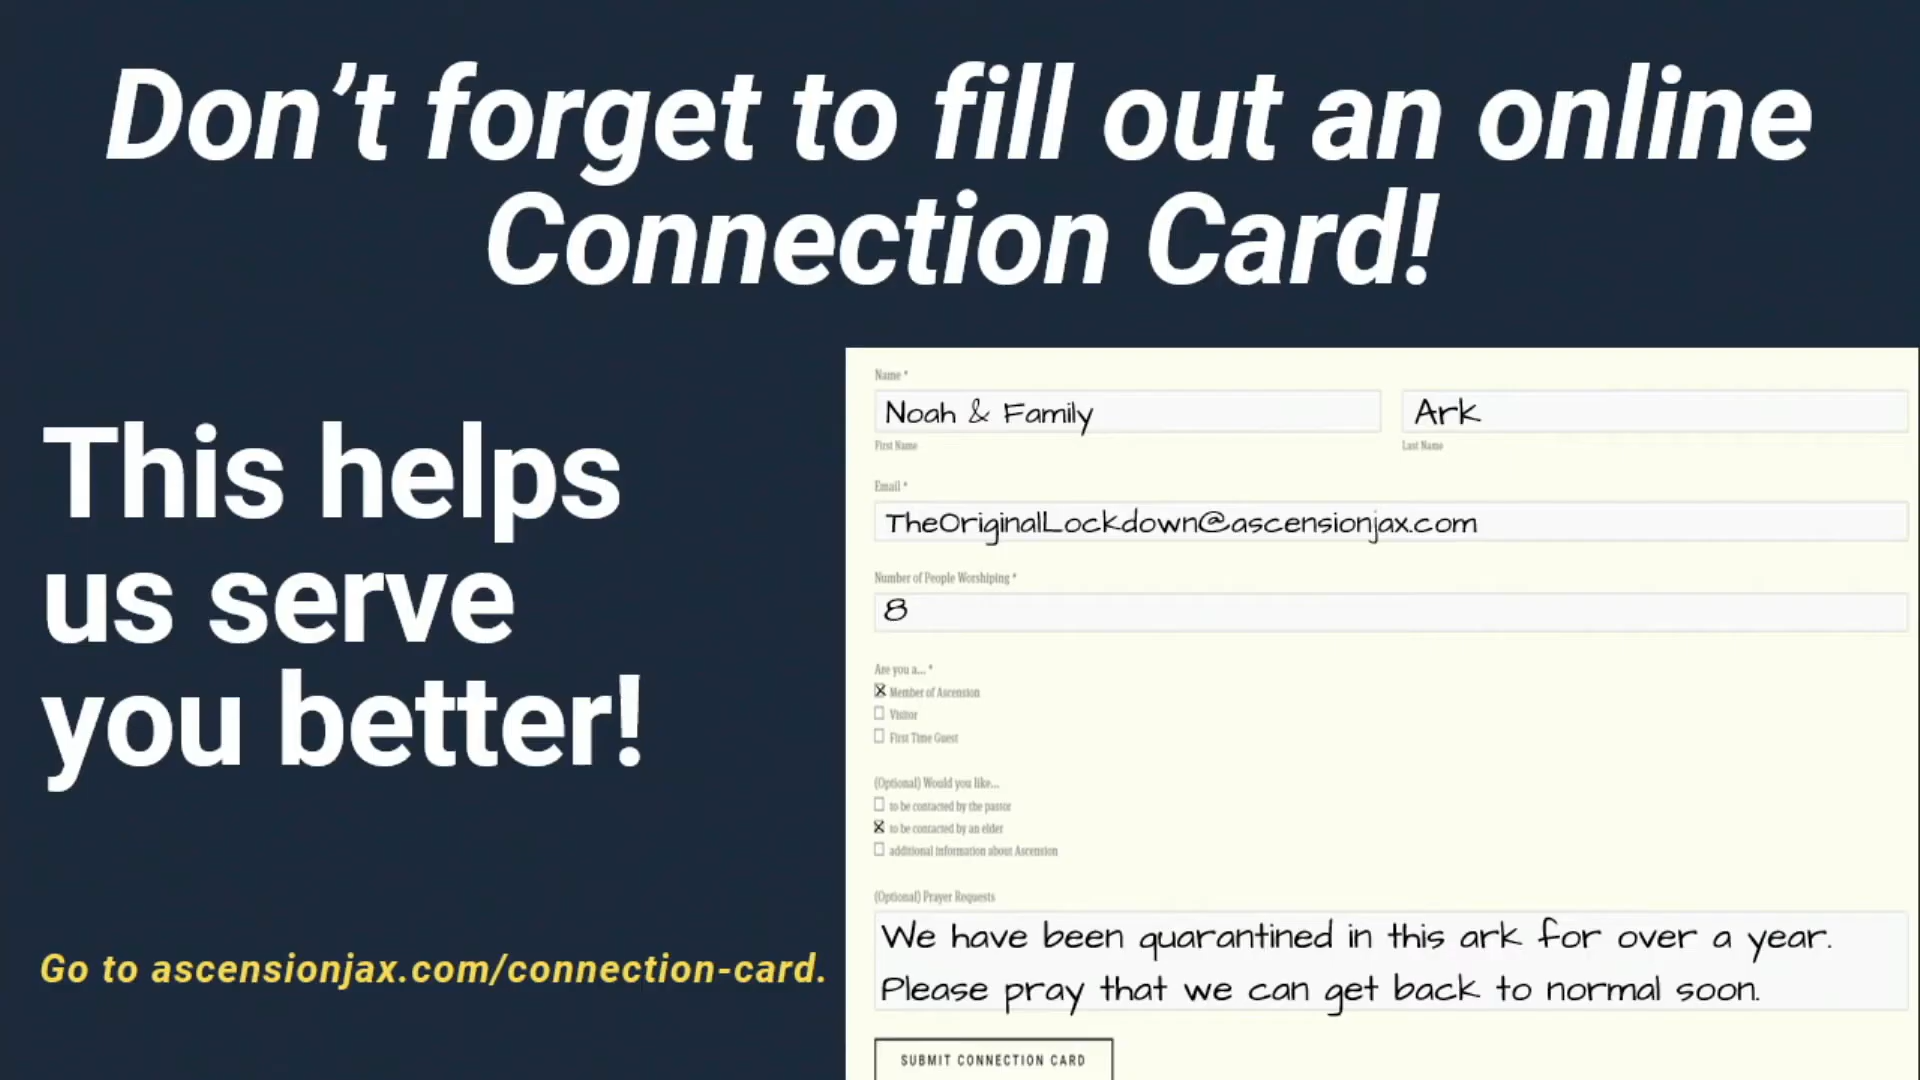 Don't forget to fill out an online
Connection Card!
This helps
us serve
you better!
Go to ascensionjax.com/connection-card.
Name *
Noah & Family
Ark
First Name
Last Name
Email *
TheOriginalLockdown@ascensionjax.com
Number of People Worshiping *
8
Are you a... *
Member of Ascension
Visitor
First Time Guest
(Optional) Would you like...
to be contacted by the pastor
to be contacted by an elder
additional information about Ascension
(Optional) Prayer Requests
We have been quarantined in this ark for over a year.
Please pray that we can get back to normal soon.
SUBMIT CONNECTION CARD